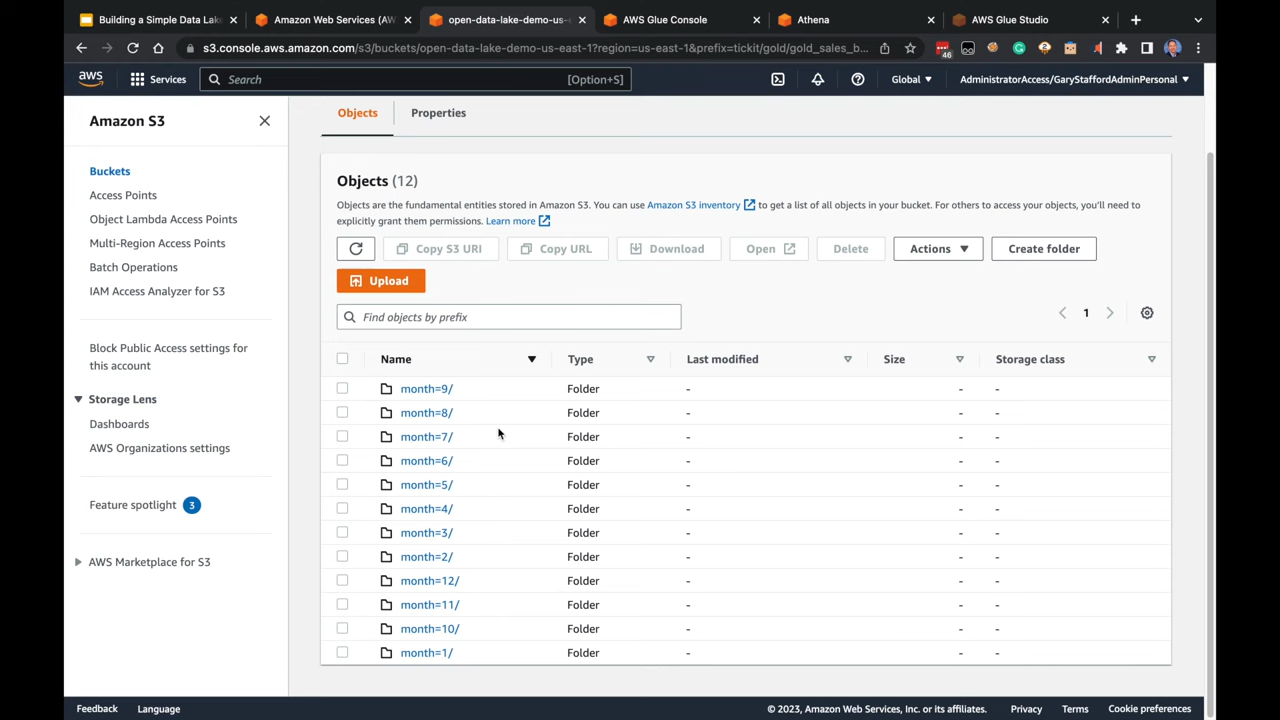 Building a Simple Data Lake
Amazon Web Services (AW
open-data-lake-demo-us-e
AWS Glue Console
Athena
AWS Glue Studio
s3.console.aws.amazon.com/s3/buckets/open-data-lake-demo-us-east-1?region=us-east-1&prefix=tickit/gold/gold_sales_b...
46
aws
Services
Search
[Option+S]
Global
AdministratorAccess/GaryStaffordAdminPersonal
Amazon S3
Buckets
Access Points
Object Lambda Access Points
Multi-Region Access Points
Batch Operations
IAM Access Analyzer for S3
Block Public Access settings for
this account
Storage Lens
Dashboards
AWS Organizations settings
Feature spotlight 3
AWS Marketplace for S3
Objects
Properties
Objects (12)
Objects are the fundamental entities stored in Amazon S3. You can use Amazon S3 inventory to get a list of all objects in your bucket. For others to access your objects, you'll need to
explicitly grant them permissions. Learn more
Copy S3 URI
Copy URL
Download
Open
Delete
Actions
Create folder
Upload
Find objects by prefix
1
Name Type Last modified Size Storage class
month=9/ Folder - - -
month=8/ Folder - - -
month=7/ Folder - - -
month=6/ Folder - - -
month=5/ Folder - - -
month=4/ Folder - - -
month=3/ Folder - - -
month=2/ Folder - - -
month=12/ Folder - - -
month=11/ Folder - - -
month=10/ Folder - - -
month=1/ Folder - - -
Feedback
Language
© 2023, Amazon Web Services, Inc. or its affiliates.
Privacy
Terms
Cookie preferences